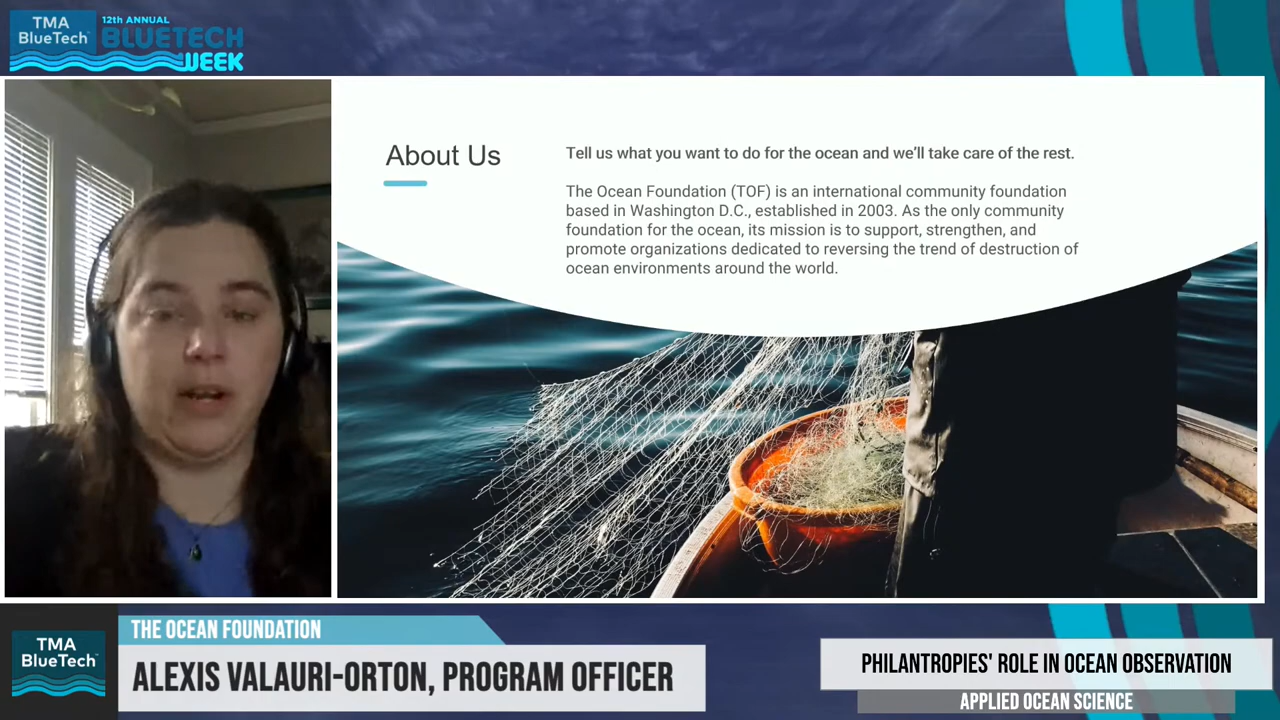 TMA
BlueTech
12th ANNUAL
BLUETECH
WEEK
About Us
Tell us what you want to do for the ocean and we'll take care of the rest.
The Ocean Foundation (TOF) is an international community foundation
based in Washington D.C., established in 2003. As the only community
foundation for the ocean, its mission is to support, strengthen, and
promote organizations dedicated to reversing the trend of destruction of
ocean environments around the world.
TMA
BlueTech™
THE OCEAN FOUNDATION
ALEXIS VALAURI-ORTON, PROGRAM OFFICER
PHILANTROPIES' ROLE IN OCEAN OBSERVATION
APPLIED OCEAN SCIENCE